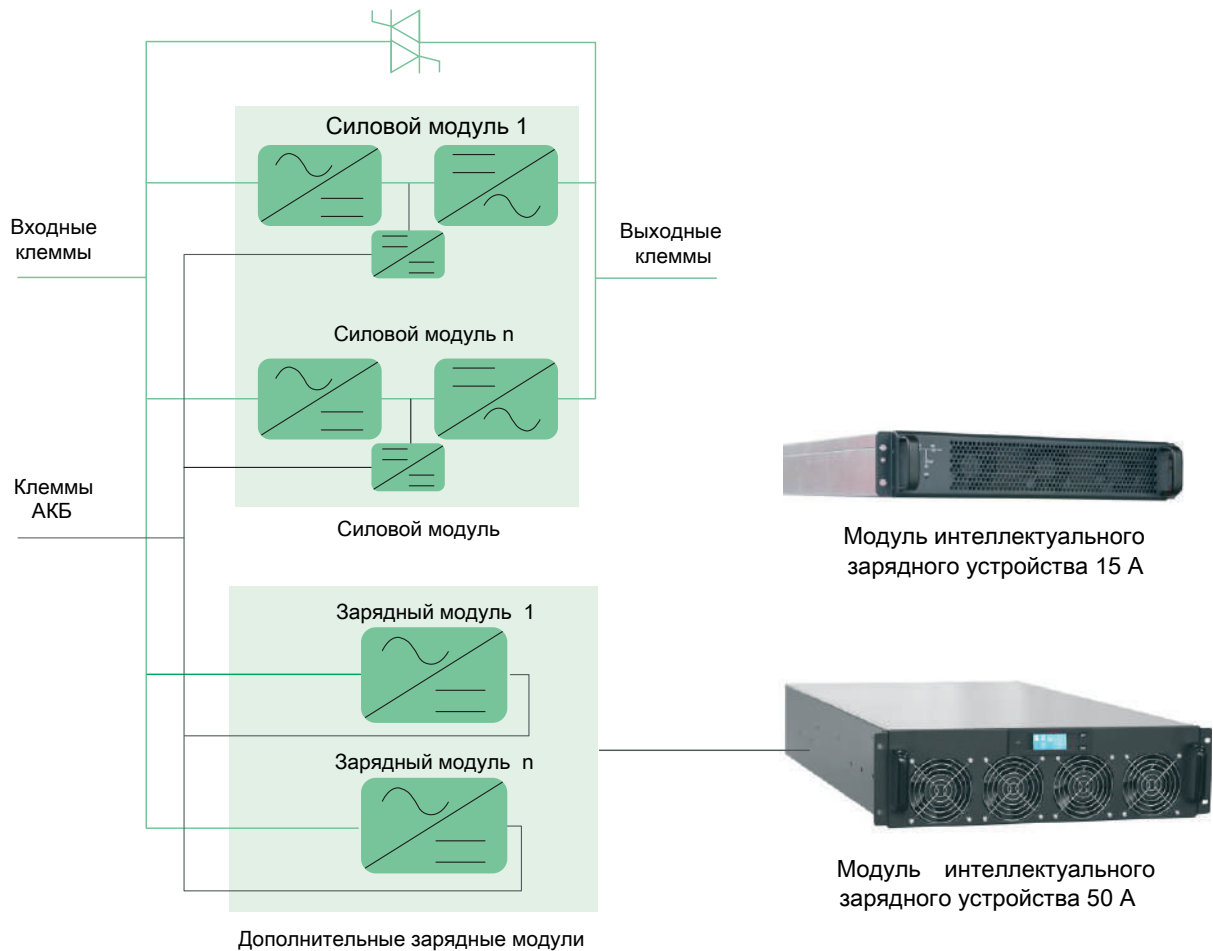 Силовой модуль 1
Входные
клеммы
Выходные
клеммы
Силовой модуль n
Клеммы
АКБ
Силовой модуль
Модуль интеллектуального
зарядного устройства 15 А
Зарядный модуль 1
Зарядный модуль n
Модуль интеллектуального
зарядного устройства 50 А
Дополнительные зарядные модули